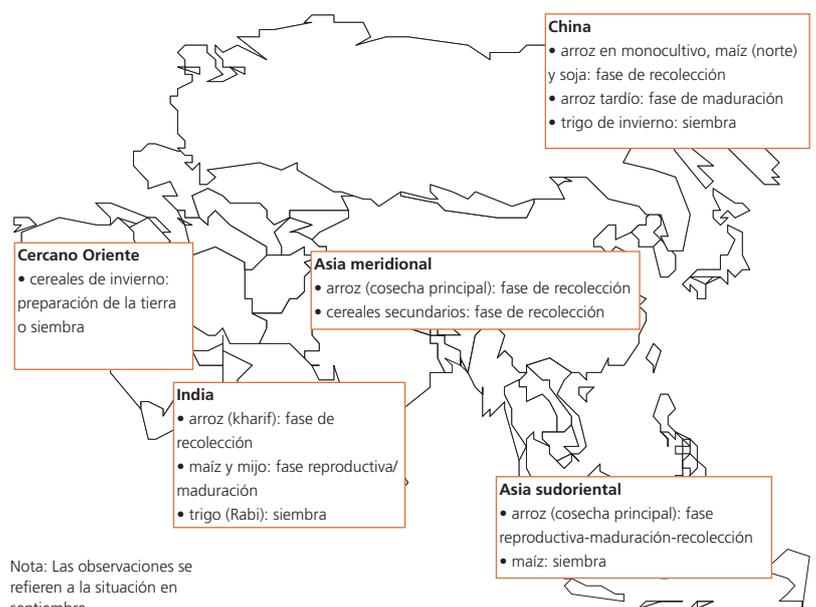 China
• arroz en monocultivo, maíz (norte)
y soja: fase de recolección
• arroz tardío: fase de maduración
• trigo de invierno: siembra
Cercano Oriente
• cereales de invierno:
preparación de la tierra
o siembra
Asia meridional
• arroz (cosecha principal): fase de recolección
• cereales secundarios: fase de recolección
India
• arroz (kharif): fase de
recolección
• maíz y mijo: fase reproductiva/
maduración
• trigo (Rabi): siembra
Asia sudoriental
• arroz (cosecha principal): fase
reproductiva-maduración-recolección
• maíz: siembra
Nota: Las observaciones se
refieren a la situación en